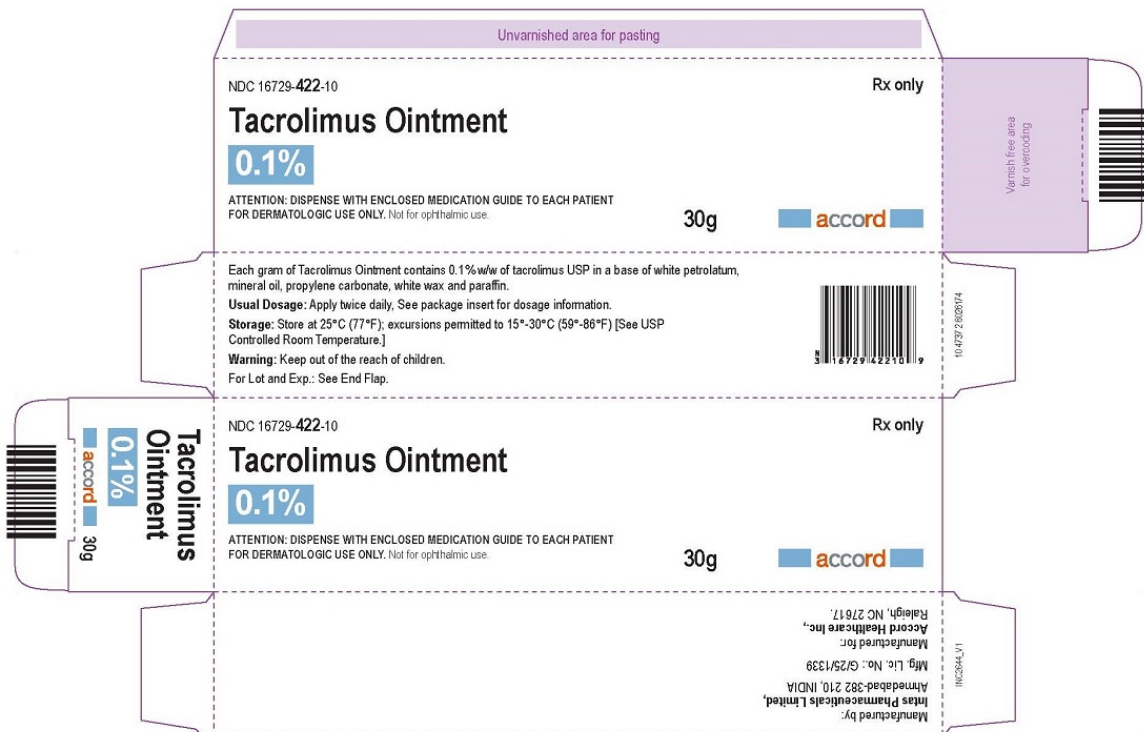 Unvarnished area for pasting
NDC 16729-422-10
Rx only
Tacrolimus Ointment
0.1%
ATTENTION: DISPENSE WITH ENCLOSED MEDICATION GUIDE TO EACH PATIENT
FOR DERMATOLOGIC USE ONLY. Not for ophthalmic use.
30g
accord
Varnish free area
for overcoding
Each gram of Tacrolimus Ointment contains 0.1% w/w of tacrolimus USP in a base of white petrolatum,
mineral oil, propylene carbonate, white wax and paraffin.
Usual Dosage: Apply twice daily, See package insert for dosage information.
Storage: Store at 25°C (77°F); excursions permitted to 15°-30°C (59°-86°F) [See USP
Controlled Room Temperature.]
Warning: Keep out of the reach of children.
For Lot and Exp.: See End Flap.
N
3 16729 42210 9
10 4737 2 6026174
NDC 16729-422-10
Rx only
Tacrolimus Ointment
0.1%
ATTENTION: DISPENSE WITH ENCLOSED MEDICATION GUIDE TO EACH PATIENT
FOR DERMATOLOGIC USE ONLY. Not for ophthalmic use.
30g
accord
Tacrolimus
Ointment
0.1%
accord
30g
Manufactured by:
Intas Pharmaceuticals Limited,
Ahmedabad-382 210, INDIA
Mfg. Lic. No.: G/25/1339
Manufactured for:
Accord Healthcare Inc.,
Raleigh, NC 27617.
INC2644_V1